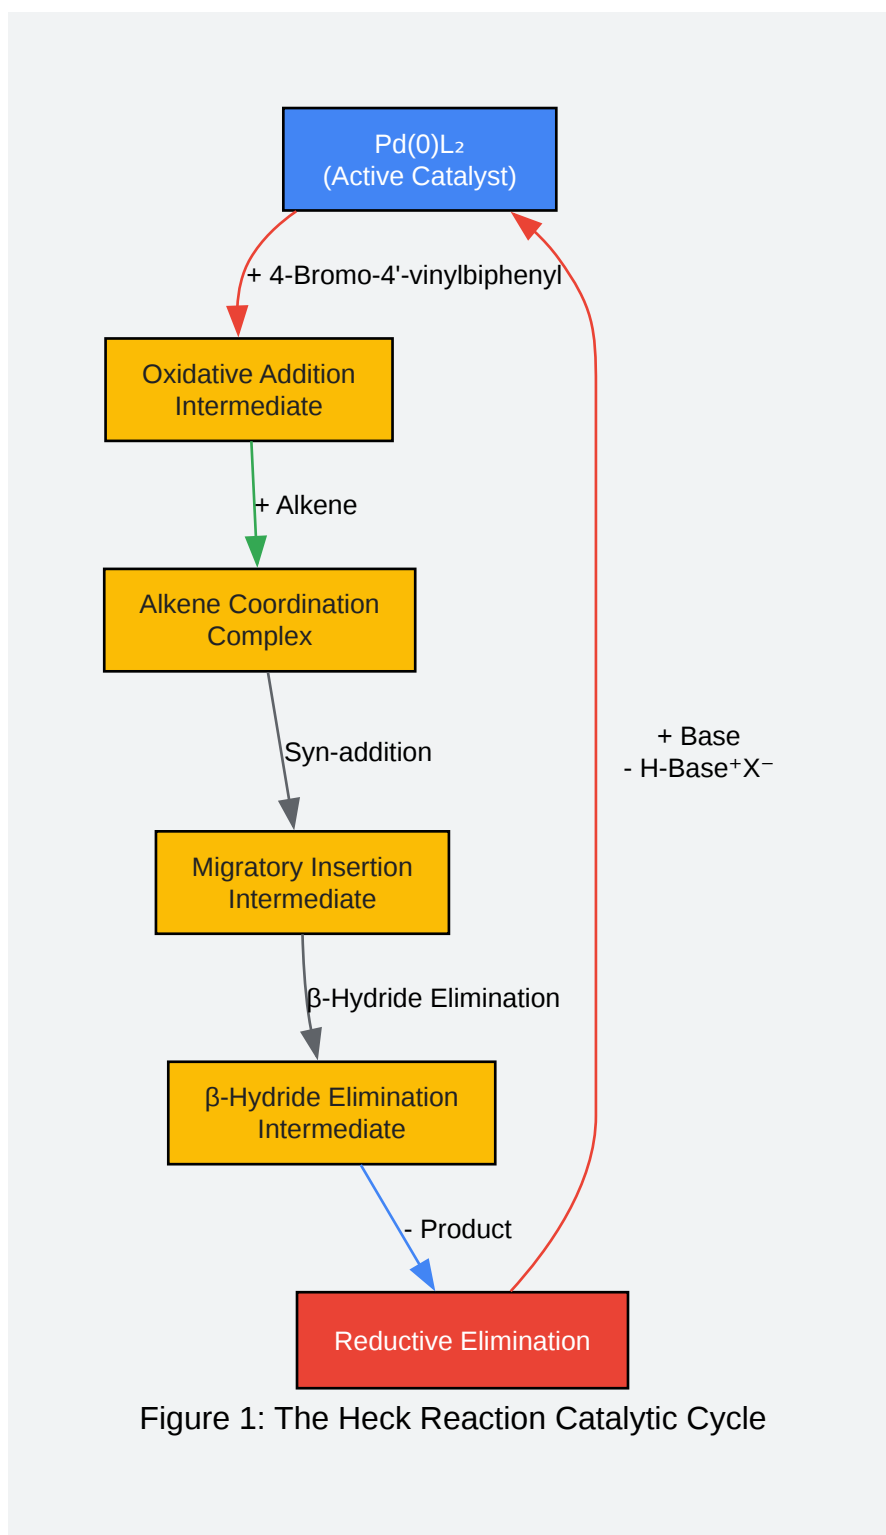 Pd(0)L₂
(Active Catalyst)
+ 4-Bromo-4'-vinylbiphenyl
Oxidative Addition
Intermediate
+ Alkene
Alkene Coordination
Complex
+ Base
- H-Base⁺X⁻
Syn-addition
Migratory Insertion
Intermediate
β-Hydride Elimination
β-Hydride Elimination
Intermediate
- Product
Reductive Elimination
Figure 1: The Heck Reaction Catalytic Cycle